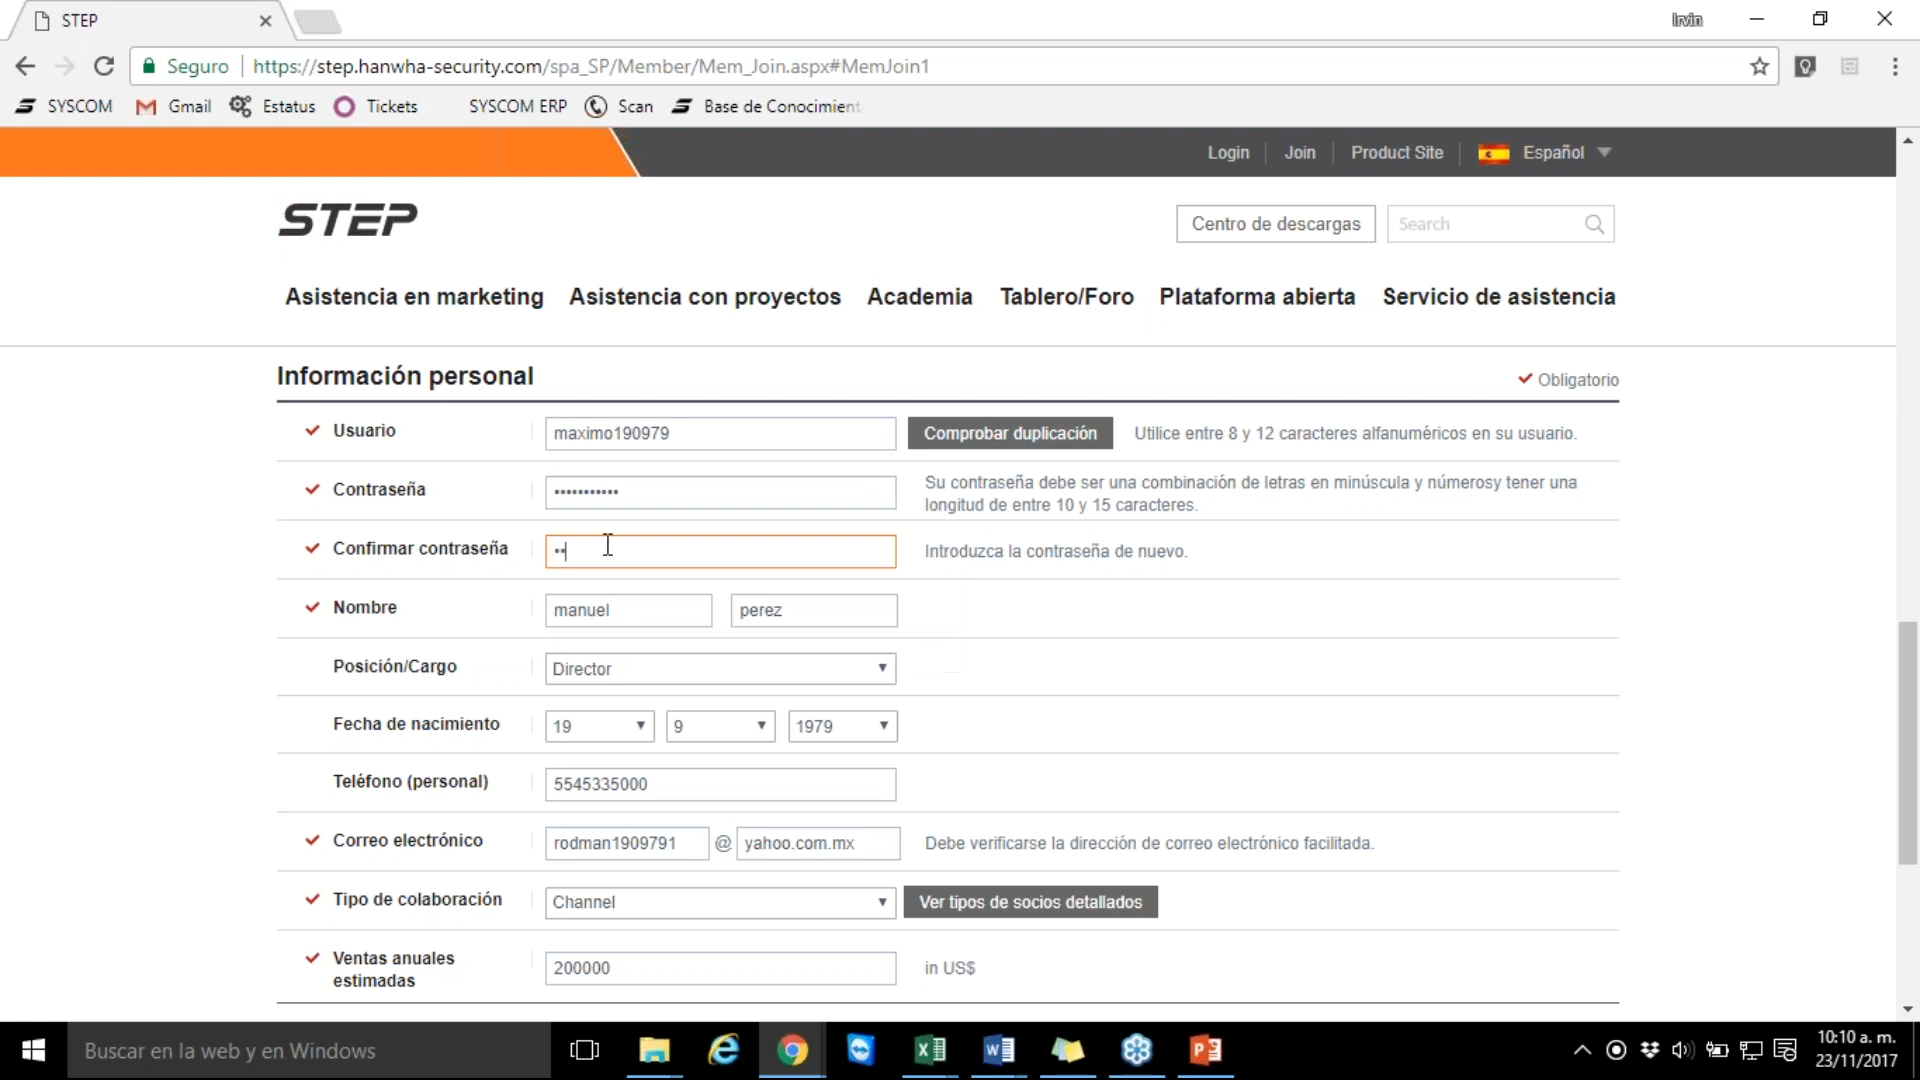 STEP
Irvin
Seguro
https://step.hanwha-security.com/spa_SP/Member/Mem_Join.aspx#MemJoin1
SYSCOM Gmail Estatus Tickets SYSCOM ERP Scan Base de Conocimient
Login Join Product Site Español
STEP
Centro de descargas Search
Asistencia en marketing Asistencia con proyectos Academia Tablero/Foro Plataforma abierta Servicio de asistencia
Información personal
Obligatorio
Usuario maximo190979 Comprobar duplicación Utilice entre 8 y 12 caracteres alfanuméricos en su usuario.
Contraseña ••••••••••• Su contraseña debe ser una combinación de letras en minúscula y númerosy tener una
longitud de entre 10 y 15 caracteres.
Confirmar contraseña •• Introduzca la contraseña de nuevo.
Nombre manuel perez
Posición/Cargo Director
Fecha de nacimiento 19 9 1979
Teléfono (personal) 5545335000
Correo electrónico rodman1909791 @ yahoo.com.mx Debe verificarse la dirección de correo electrónico facilitada.
Tipo de colaboración Channel Ver tipos de socios detallados
Ventas anuales
estimadas
200000 in US$
Buscar en la web y en Windows
10:10 a. m.
23/11/2017